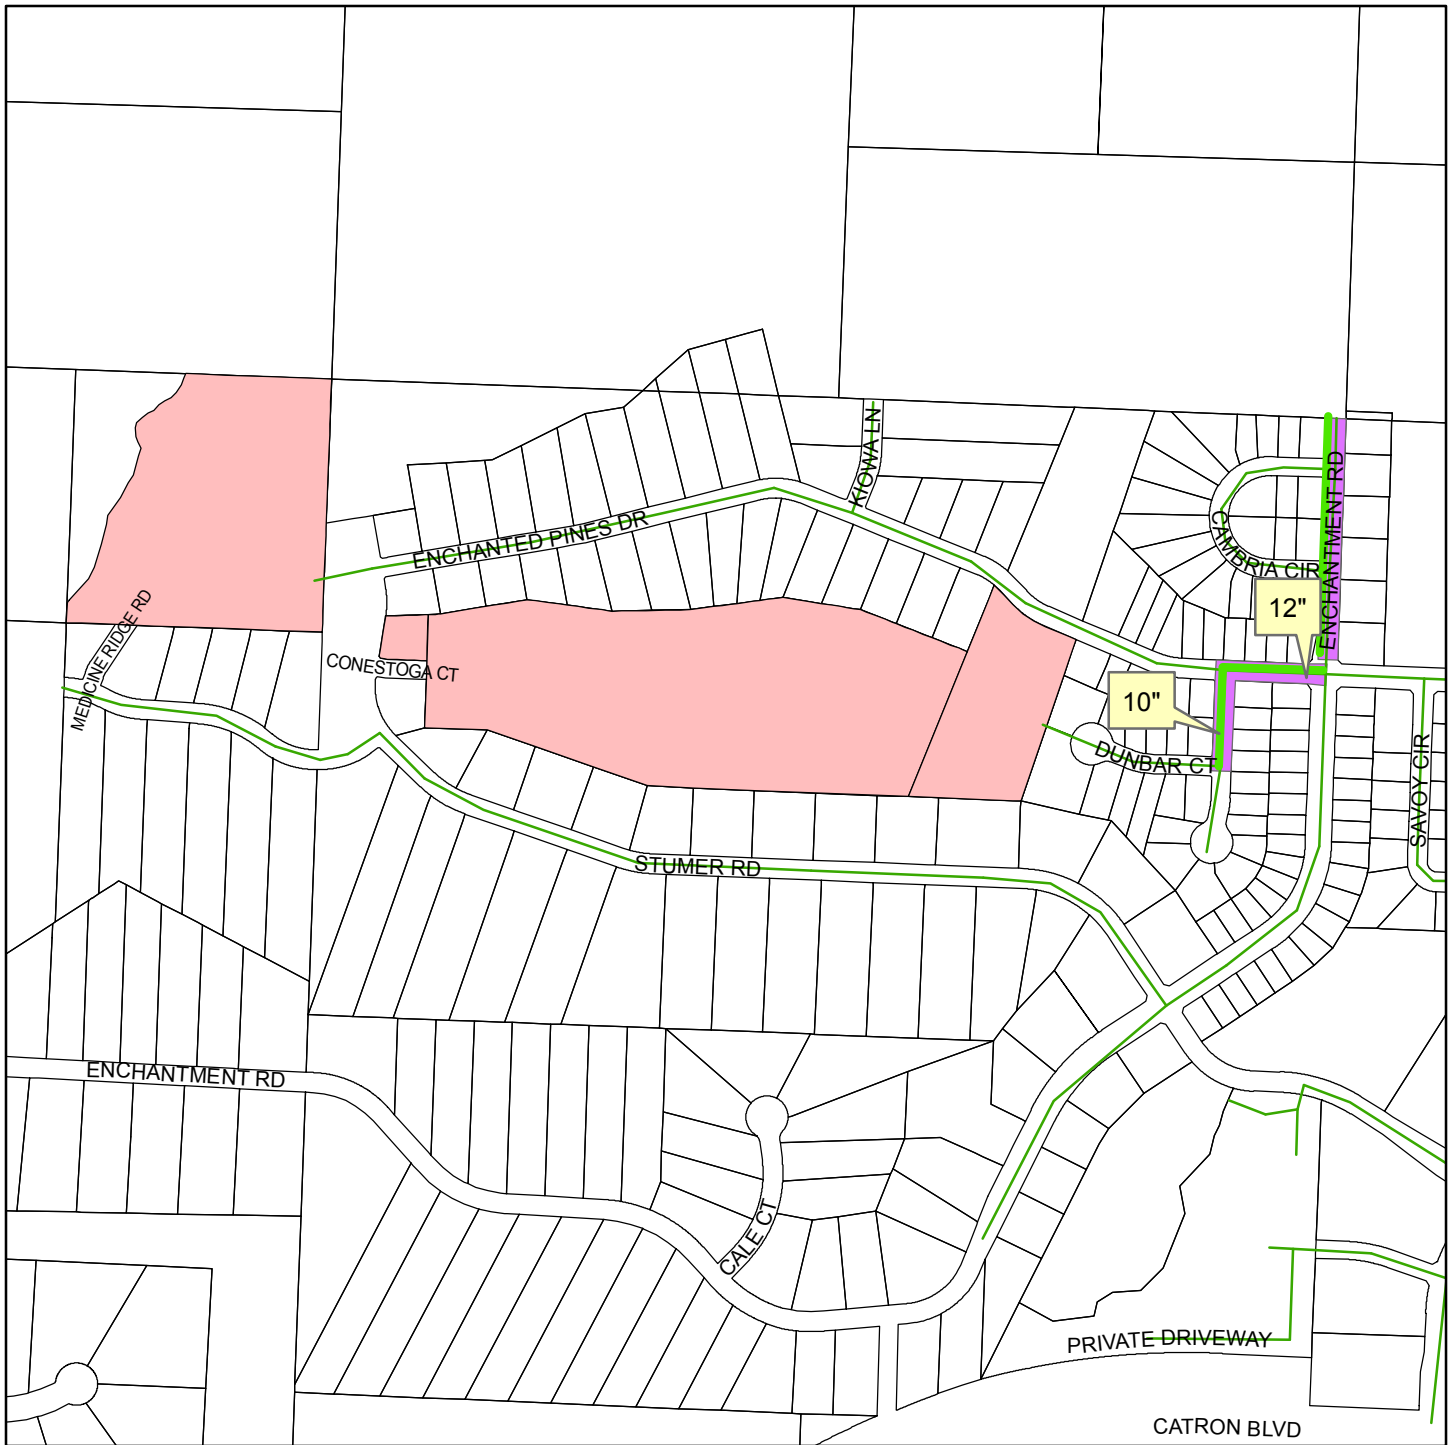 KIOWA LN
ENCHANTED PINES DR
CAMBRIA CIR
ENCHANTMENT RD
12"
MEDICINE RIDGE RD
CONESTOGA CT
10"
DUNBAR CT
SAVOY CIR
STUMER RD
ENCHANTMENT RD
CALE CT
PRIVATE DRIVEWAY
CATRON BLVD